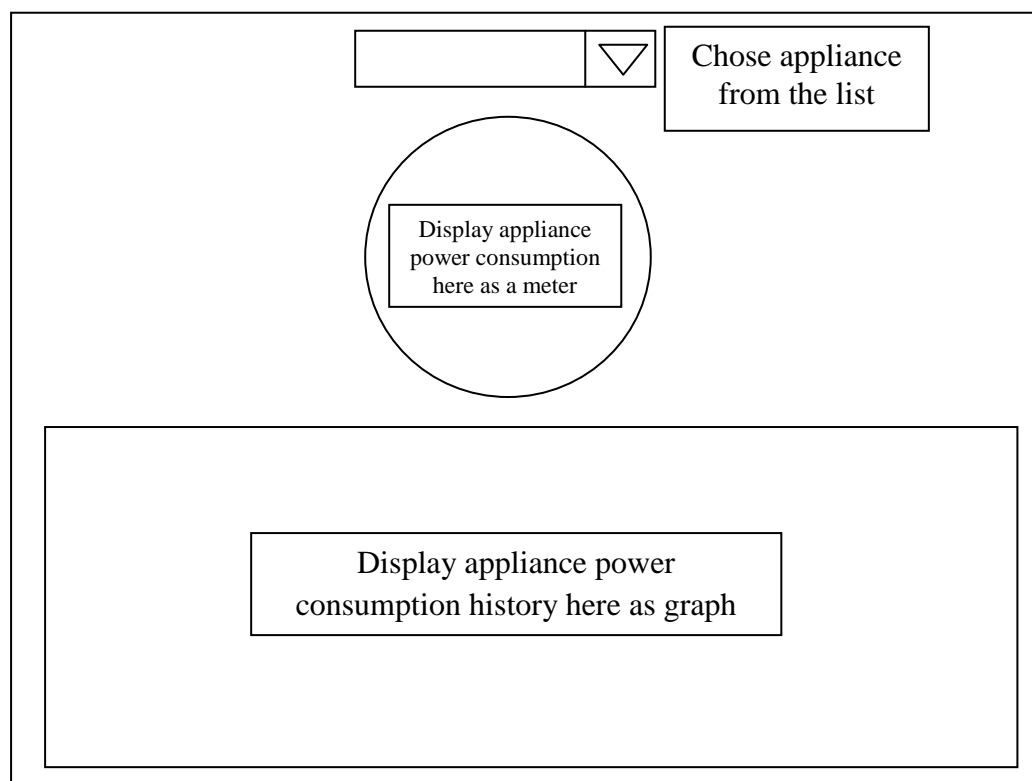 Chose appliance
from the list
Display appliance
power consumption
here as a meter
Display appliance power
consumption history here as graph